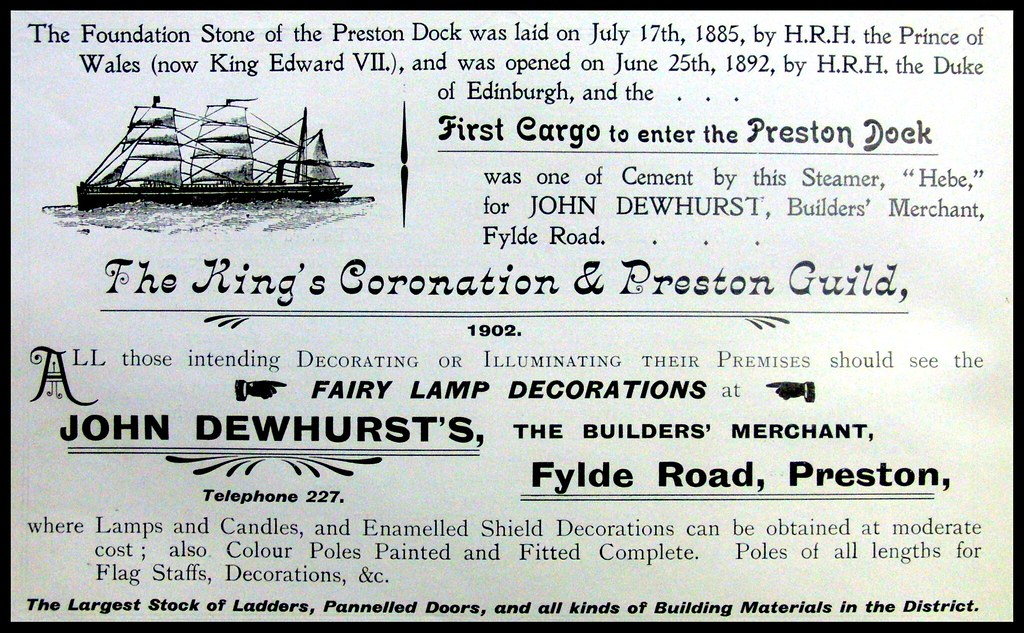 The Foundation Stone of the Preston Dock was laid on July 17th, 1885, by H.R.H. the Prince of
Wales (now King Edward VII.), and was opened on June 25th, 1892, by H.R.H. the Duke
of Edinburgh, and the . . .
First Cargo to enter the Preston Dock
was one of Cement by this Steamer, "Hebe,"
for JOHN DEWHURST, Builders' Merchant,
Fylde Road. . . .
The King's Coronation & Preston Guild,
1902.
ALL those intending DECORATING OR ILLUMINATING THEIR PREMISES should see the
FAIRY LAMP DECORATIONS at
JOHN DEWHURST'S, THE BUILDERS' MERCHANT,
Fylde Road, Preston,
Telephone 227.
where Lamps and Candles, and Enamelled Shield Decorations can be obtained at moderate
cost; also Colour Poles Painted and Fitted Complete. Poles of all lengths for
Flag Staffs, Decorations, &c.
The Largest Stock of Ladders, Pannelled Doors, and all kinds of Building Materials in the District.